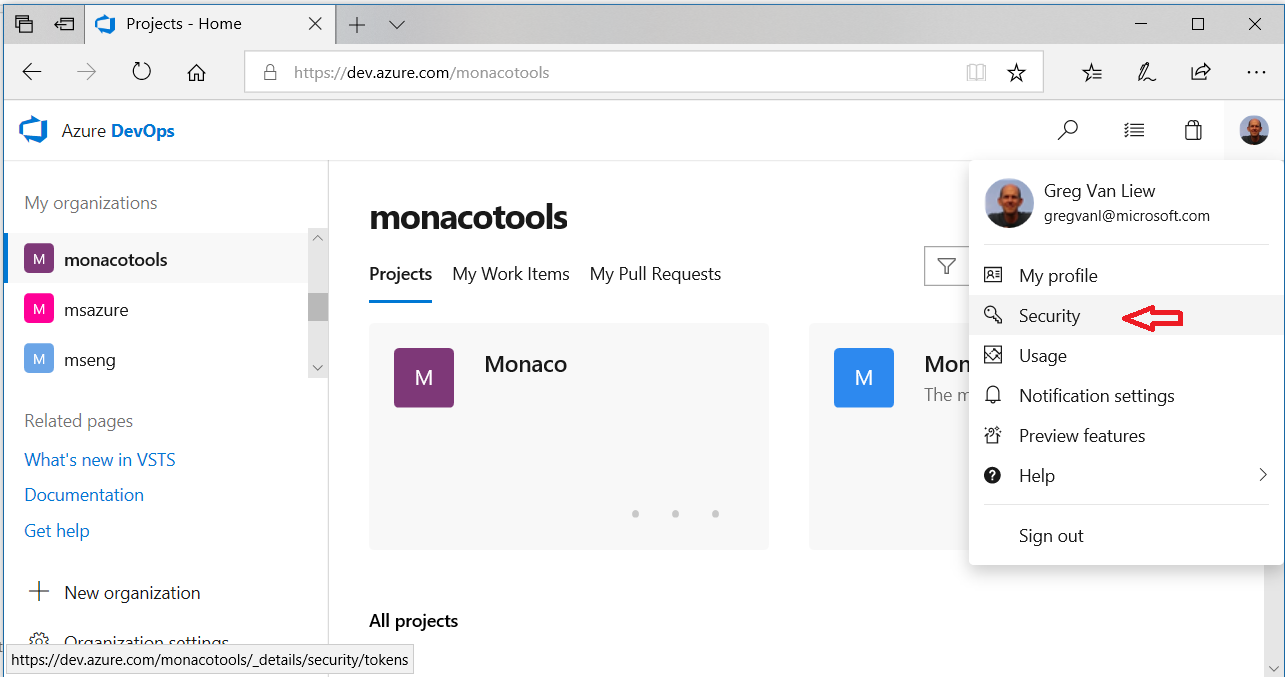 Projects - Home
https://dev.azure.com/monacotools
Azure DevOps
My organizations
M monacotools
M msazure
M mseng
Related pages
What's new in VSTS
Documentation
Get help
New organization
Organization settings
https://dev.azure.com/monacotools/_details/security/tokens
monacotools
Projects My Work Items My Pull Requests
M Monaco
M Mon
The m
All projects
Greg Van Liew
gregvanl@microsoft.com
My profile
Security
Usage
Notification settings
Preview features
Help
Sign out